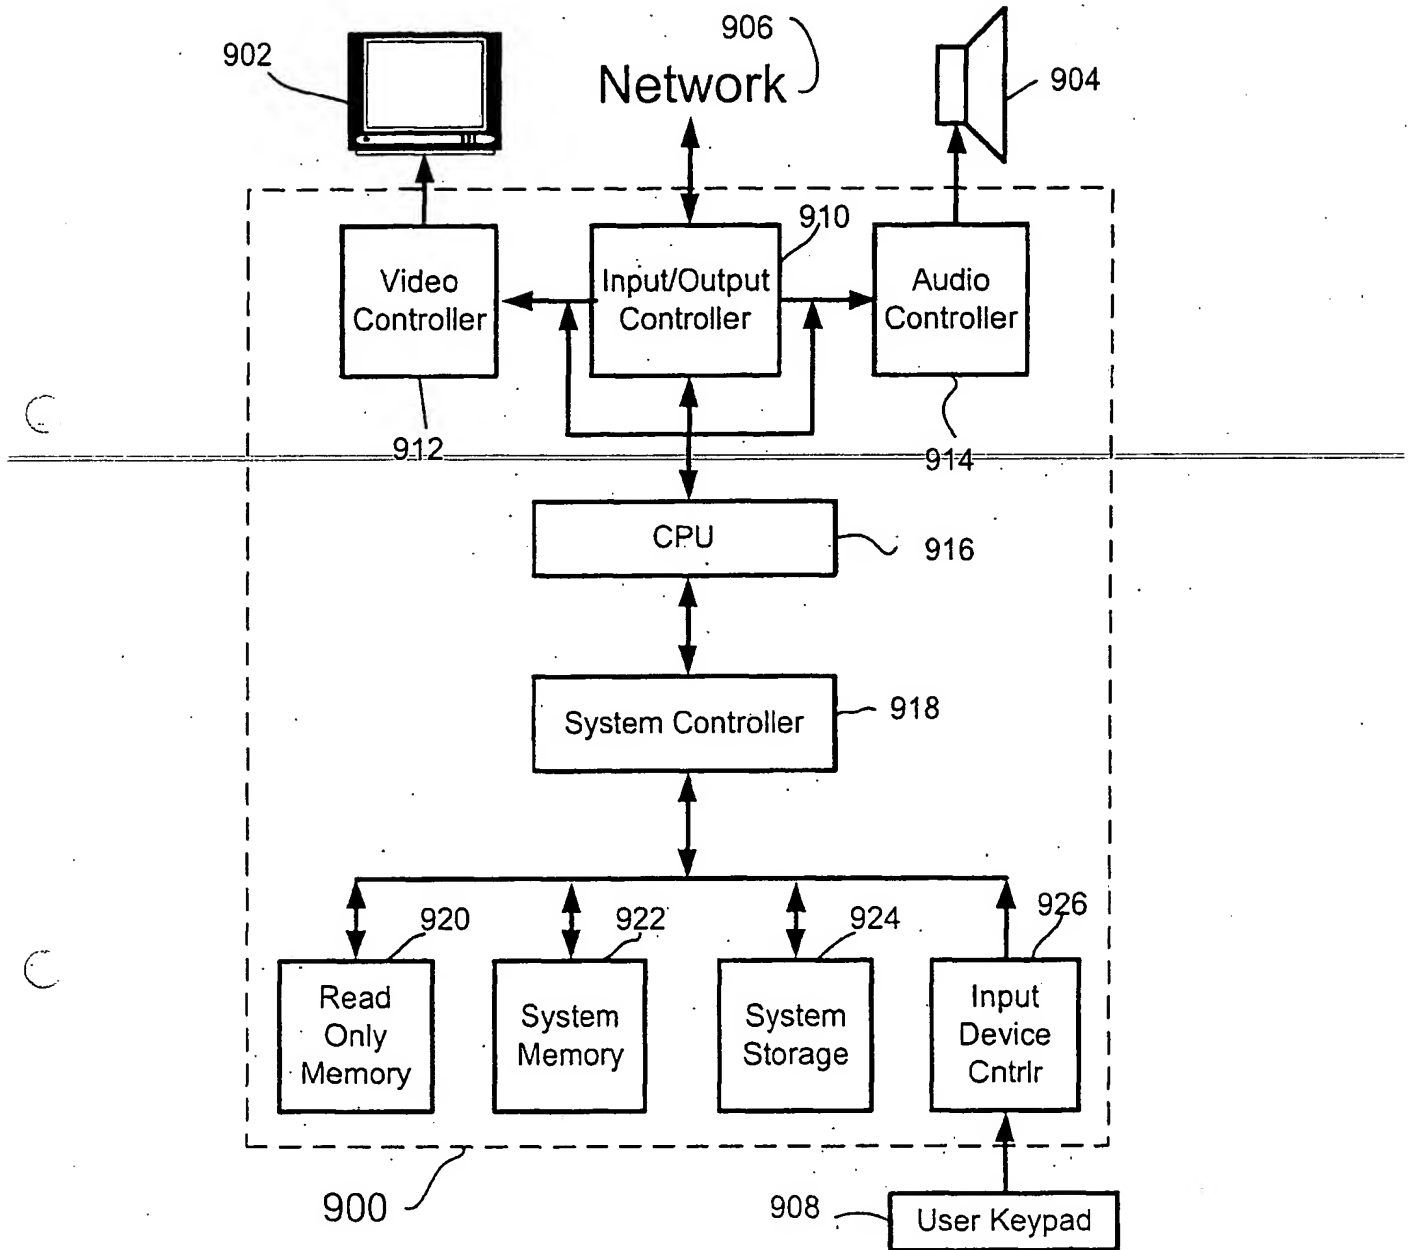 906
902
Network
904
910
Video
Controller
Input/Output
Controller
Audio
Controller
912
914
CPU
916
System Controller
918
920
922
924
926
Read
Only
Memory
System
Memory
System
Storage
Input
Device
Cntrlr
900
908
User Keypad